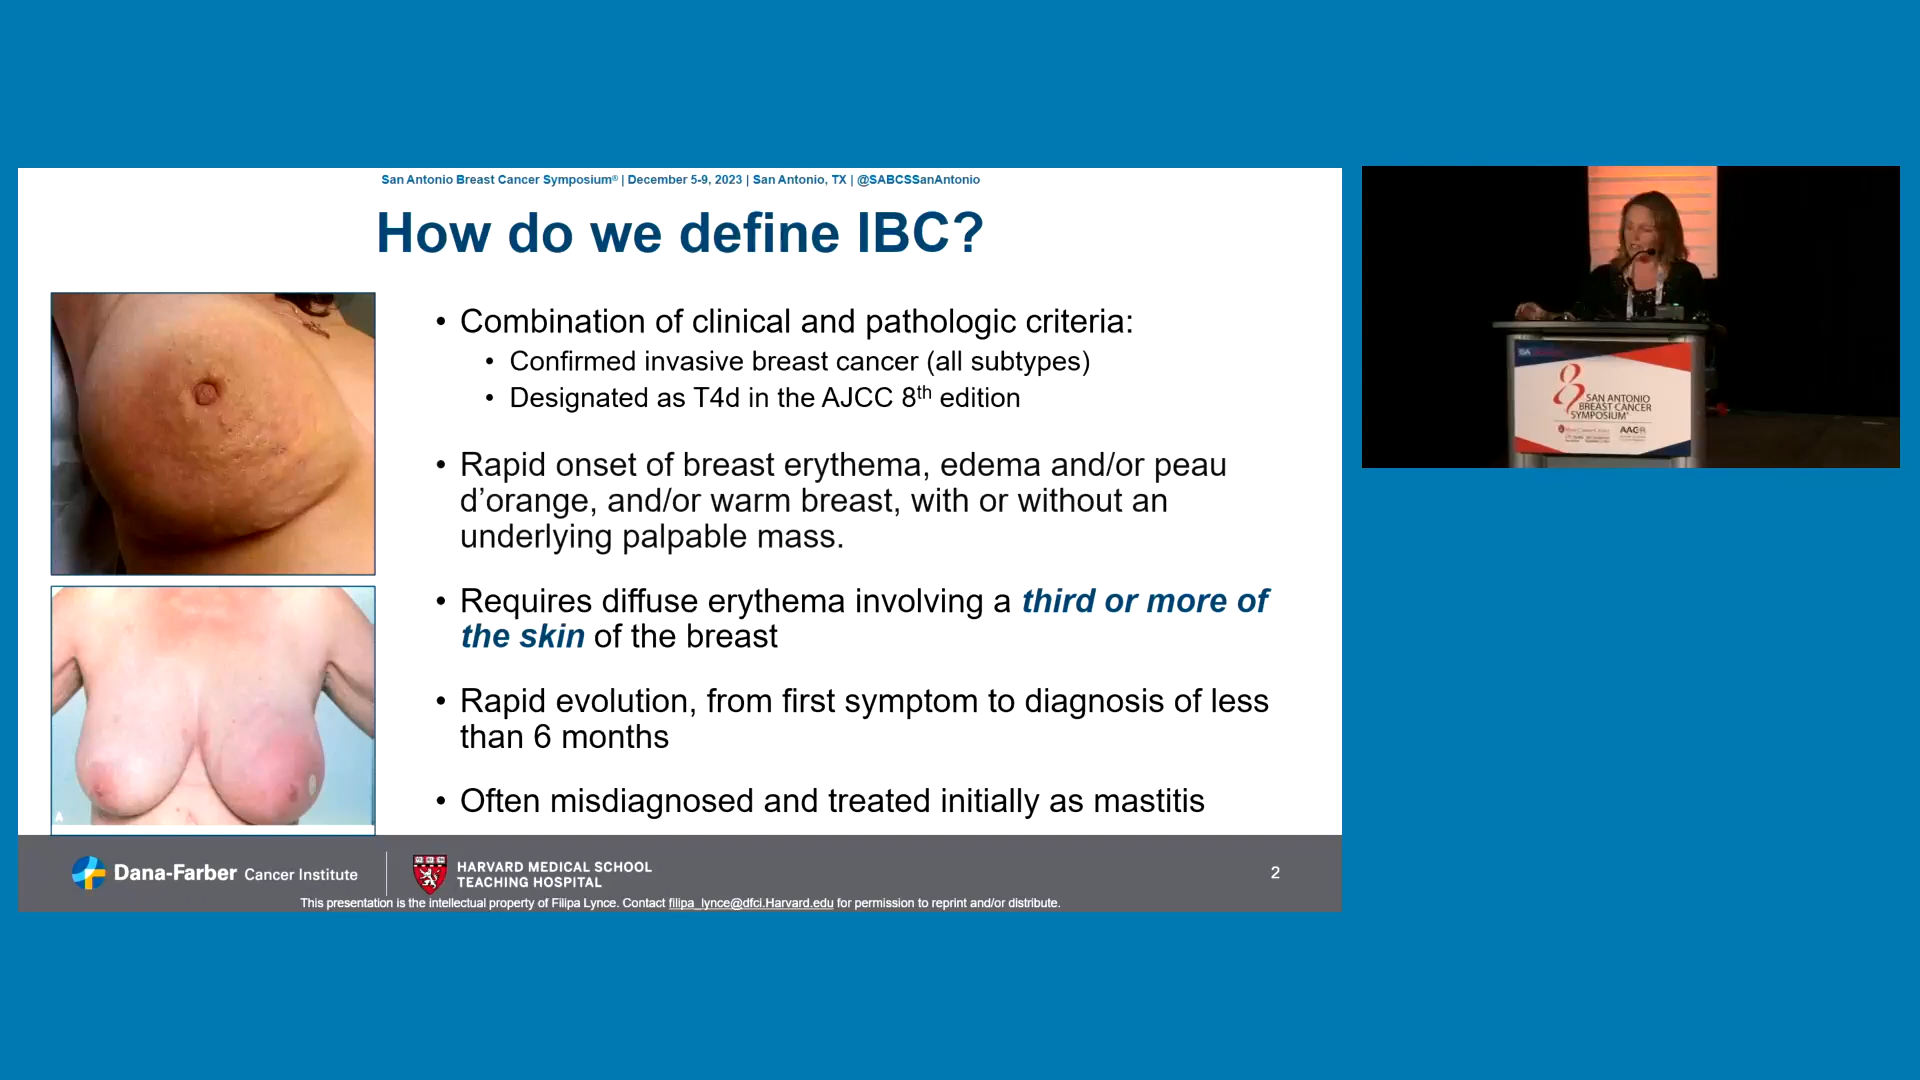 San Antonio Breast Cancer Symposium® | December 5-9, 2023 | San Antonio, TX | @SABCSSanAntonio
How do we define IBC?
• Combination of clinical and pathologic criteria:
• Confirmed invasive breast cancer (all subtypes)
• Designated as T4d in the AJCC 8th edition
• Rapid onset of breast erythema, edema and/or peau
d’orange, and/or warm breast, with or without an
underlying palpable mass.
• Requires diffuse erythema involving a third or more of
the skin of the breast
• Rapid evolution, from first symptom to diagnosis of less
than 6 months
• Often misdiagnosed and treated initially as mastitis
A
Dana-Farber Cancer Institute
HARVARD MEDICAL SCHOOL
TEACHING HOSPITAL
2
This presentation is the intellectual property of Filipa Lynce. Contact filipa_lynce@dfci.Harvard.edu for permission to reprint and/or distribute.
SAN ANTONIO
BREAST CANCER
SYMPOSIUM®
AACR